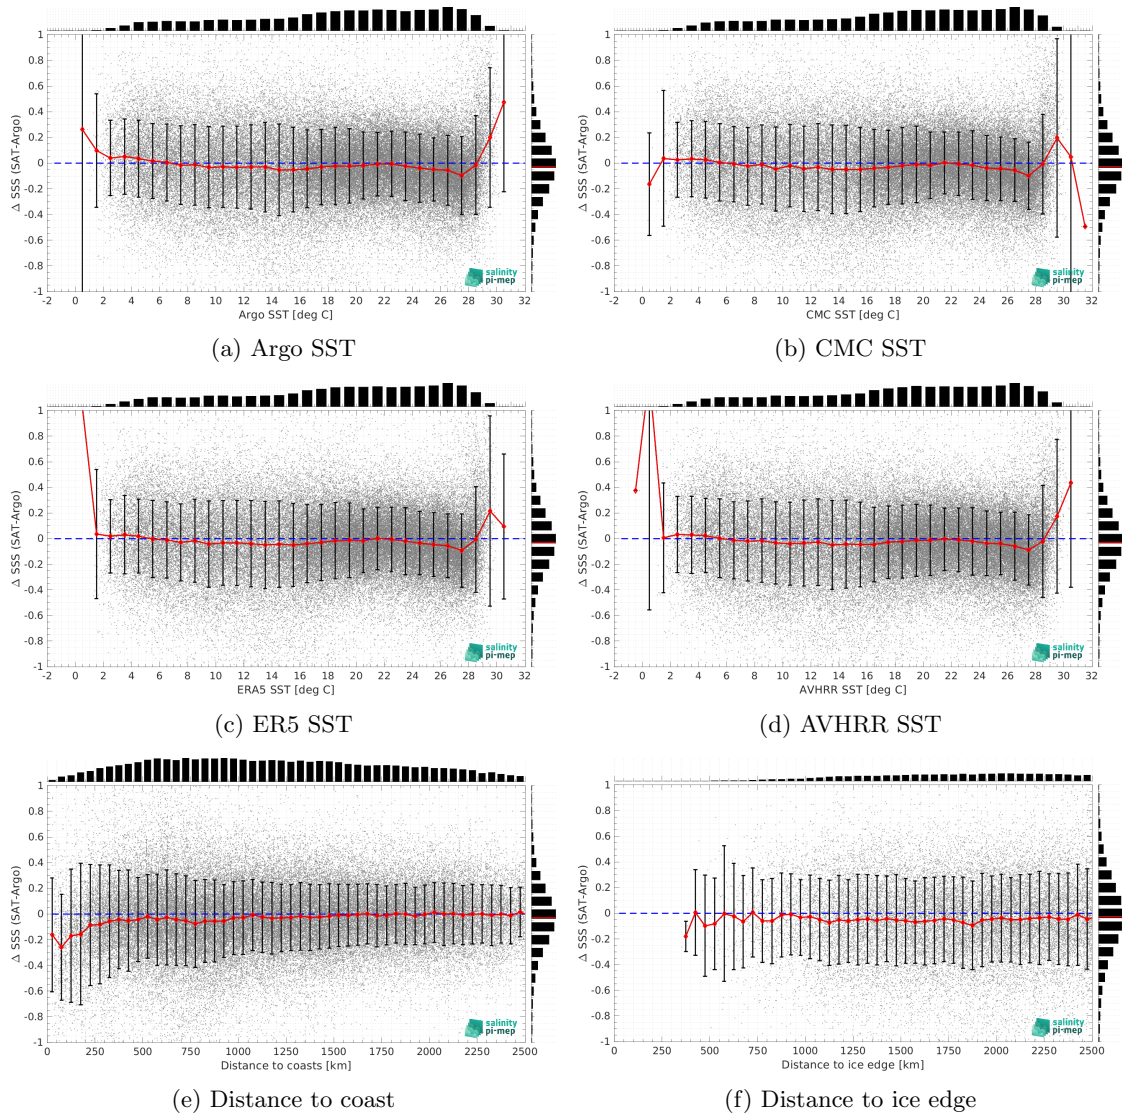 1
0.8
0.6
0.4
0.2
0
-0.2
-0.4
-0.6
-0.8
-1
Δ SSS (SAT-Argo)
-2 0 2 4 6 8 10 12 14 16 18 20 22 24 26 28 30 32
Argo SST [deg C]
salinity
pi-mep
(a) Argo SST
1
0.8
0.6
0.4
0.2
0
-0.2
-0.4
-0.6
-0.8
-1
Δ SSS (SAT-Argo)
-2 0 2 4 6 8 10 12 14 16 18 20 22 24 26 28 30 32
CMC SST [deg C]
salinity
pi-mep
(b) CMC SST
1
0.8
0.6
0.4
0.2
0
-0.2
-0.4
-0.6
-0.8
-1
Δ SSS (SAT-Argo)
-2 0 2 4 6 8 10 12 14 16 18 20 22 24 26 28 30 32
ERA5 SST [deg C]
salinity
pi-mep
(c) ER5 SST
1
0.8
0.6
0.4
0.2
0
-0.2
-0.4
-0.6
-0.8
-1
Δ SSS (SAT-Argo)
-2 0 2 4 6 8 10 12 14 16 18 20 22 24 26 28 30 32
AVHRR SST [deg C]
salinity
pi-mep
(d) AVHRR SST
1
0.8
0.6
0.4
0.2
0
-0.2
-0.4
-0.6
-0.8
-1
Δ SSS (SAT-Argo)
0 250 500 750 1000 1250 1500 1750 2000 2250 2500
Distance to coasts [km]
salinity
pi-mep
(e) Distance to coast
1
0.8
0.6
0.4
0.2
0
-0.2
-0.4
-0.6
-0.8
-1
Δ SSS (SAT-Argo)
0 250 500 750 1000 1250 1500 1750 2000 2250 2500
Distance to ice edge [km]
salinity
pi-mep
(f) Distance to ice edge